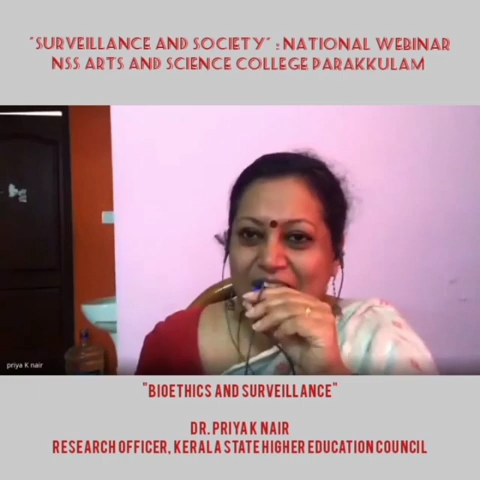 "SURVEILLANCE AND SOCIETY" : NATIONAL WEBINAR
NSS ARTS AND SCIENCE COLLEGE PARAKKULAM
priya K nair
"BIOETHICS AND SURVEILLANCE"
DR. PRIYA K NAIR
RESEARCH OFFICER, KERALA STATE HIGHER EDUCATION COUNCIL